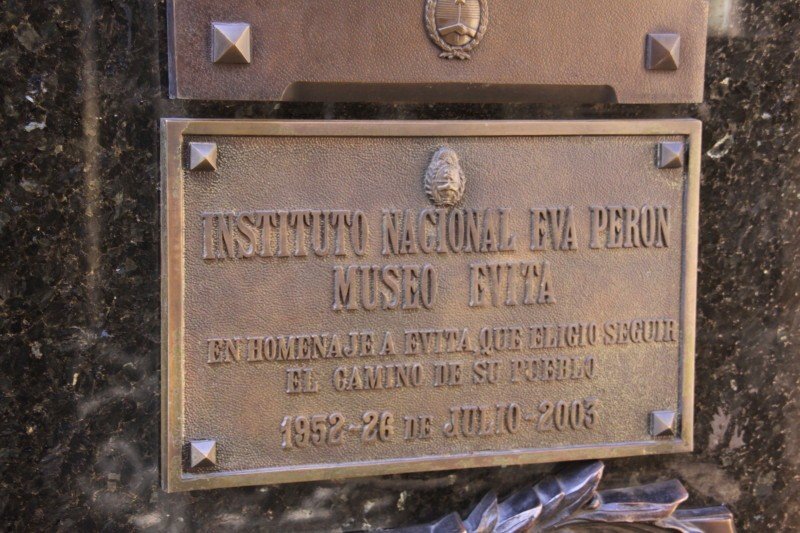 INSTITUTO NACIONAL EVA PERON
MUSEO EVITA
EN HOMENAJE A EVITA, QUE ELIGIO SEGUIR
EL CAMINO DE SU PUEBLO
1952-26 DE JULIO-2003